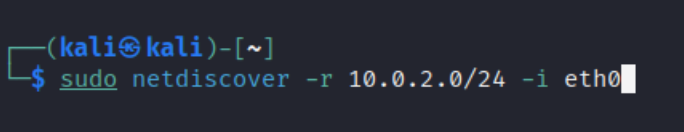 ┌──(kali㉿kali)-[~]
└─$ sudo netdiscover -r 10.0.2.0/24 -i eth0